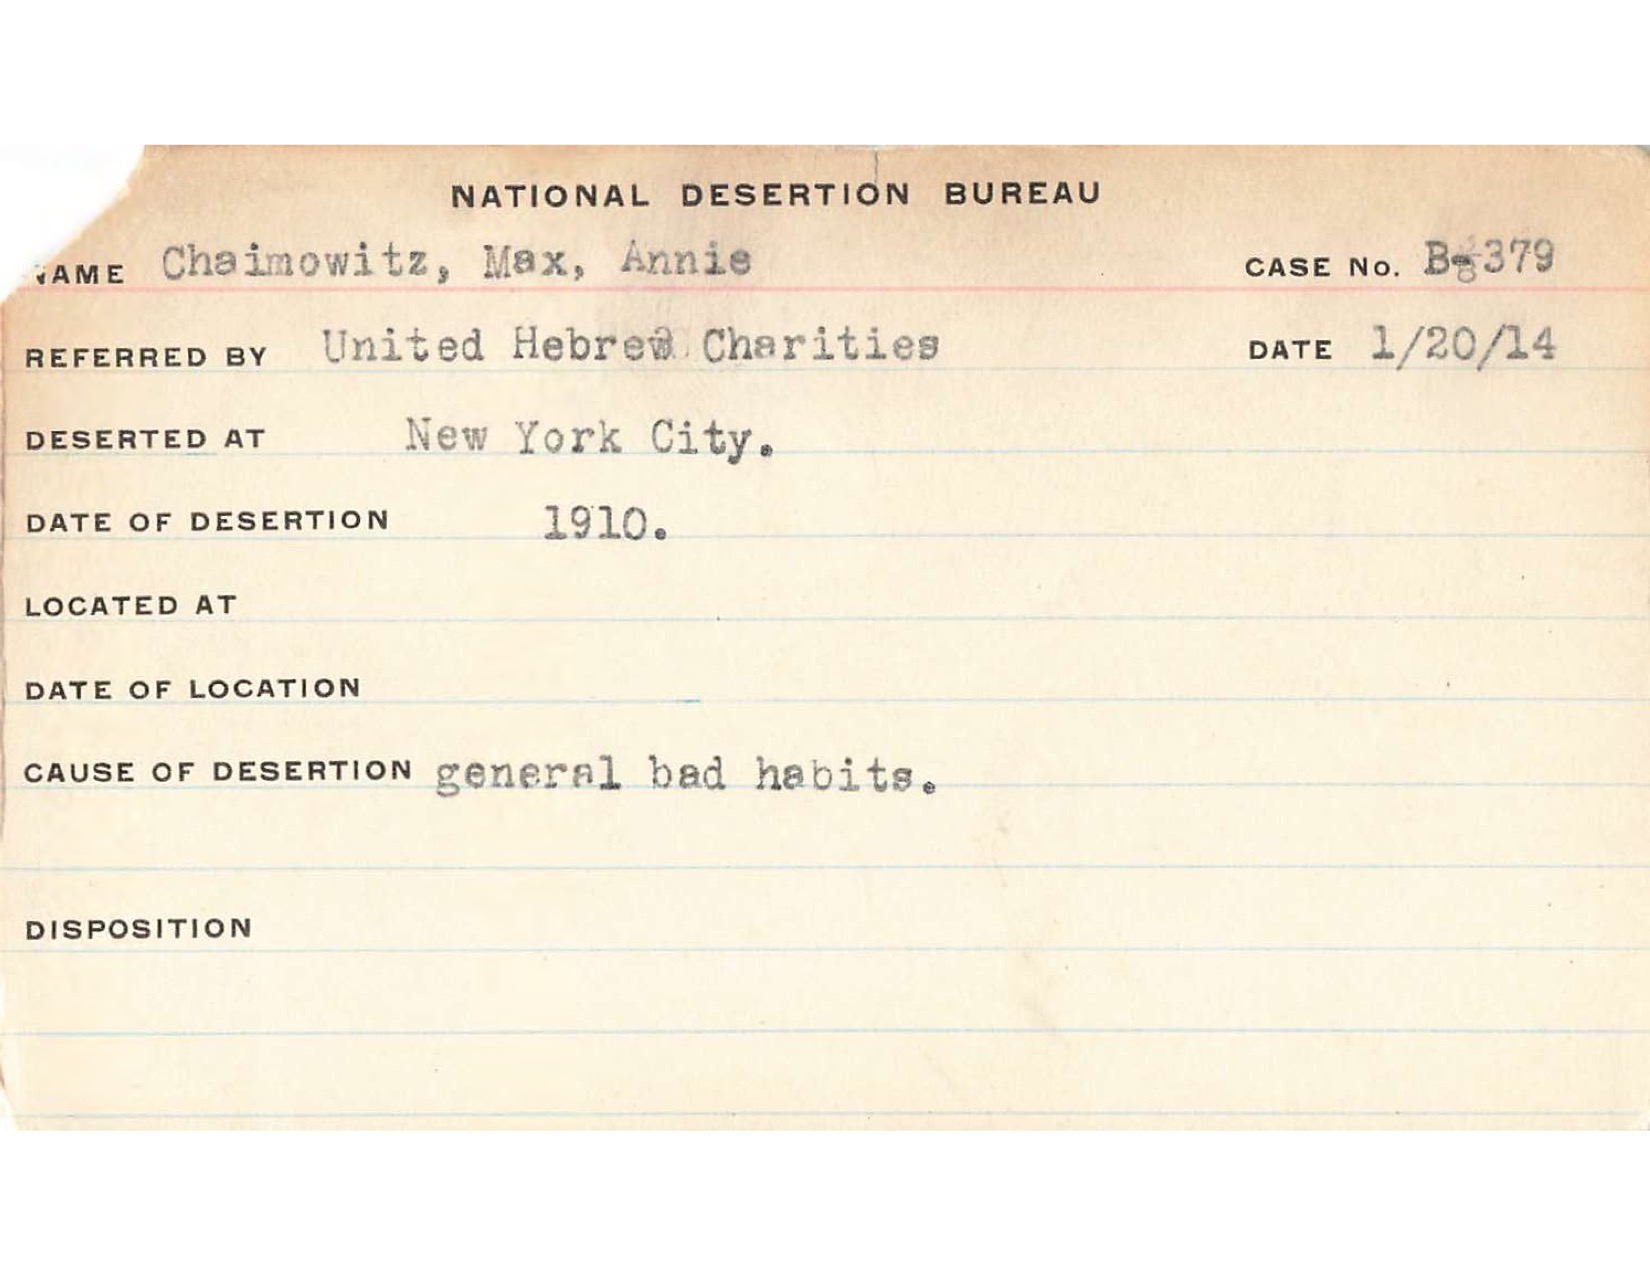 NATIONAL DESERTION BUREAU
NAME Chaimowitz, Max, Annie CASE No. B-8379
REFERRED BY United Hebrew Charities DATE 1/20/14
DESERTED AT New York City.
DATE OF DESERTION 1910.
LOCATED AT
DATE OF LOCATION
CAUSE OF DESERTION general bad habits.
DISPOSITION